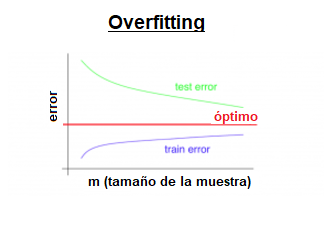 Overfitting
error
test error
óptimo
train error
m (tamaño de la muestra)